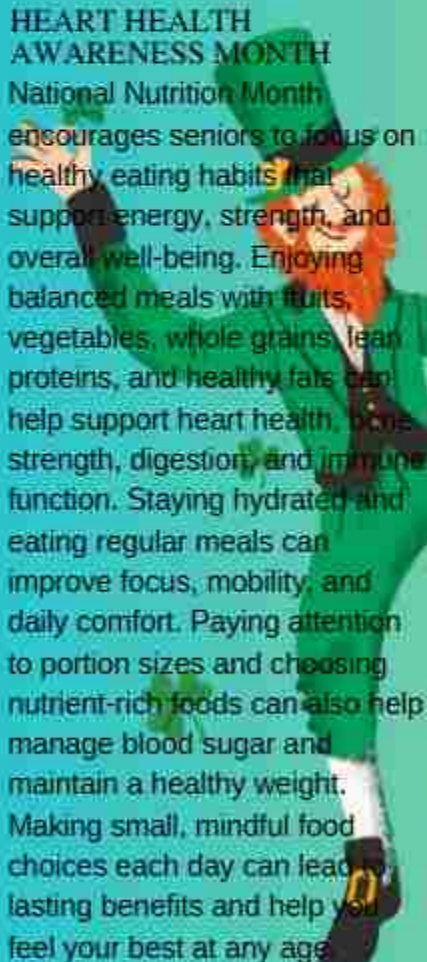 HEART HEALTH
AWARENESS MONTH
National Nutrition Month
encourages seniors to focus on
healthy eating habits that
support energy, strength, and
overall well-being. Enjoying
balanced meals with fruits,
vegetables, whole grains, lean
proteins, and healthy fats can
help support heart health, bone
strength, digestion, and immune
function. Staying hydrated and
eating regular meals can
improve focus, mobility, and
daily comfort. Paying attention
to portion sizes and choosing
nutrient-rich foods can also help
manage blood sugar and
maintain a healthy weight.
Making small, mindful food
choices each day can lead to
lasting benefits and help you
feel your best at any age